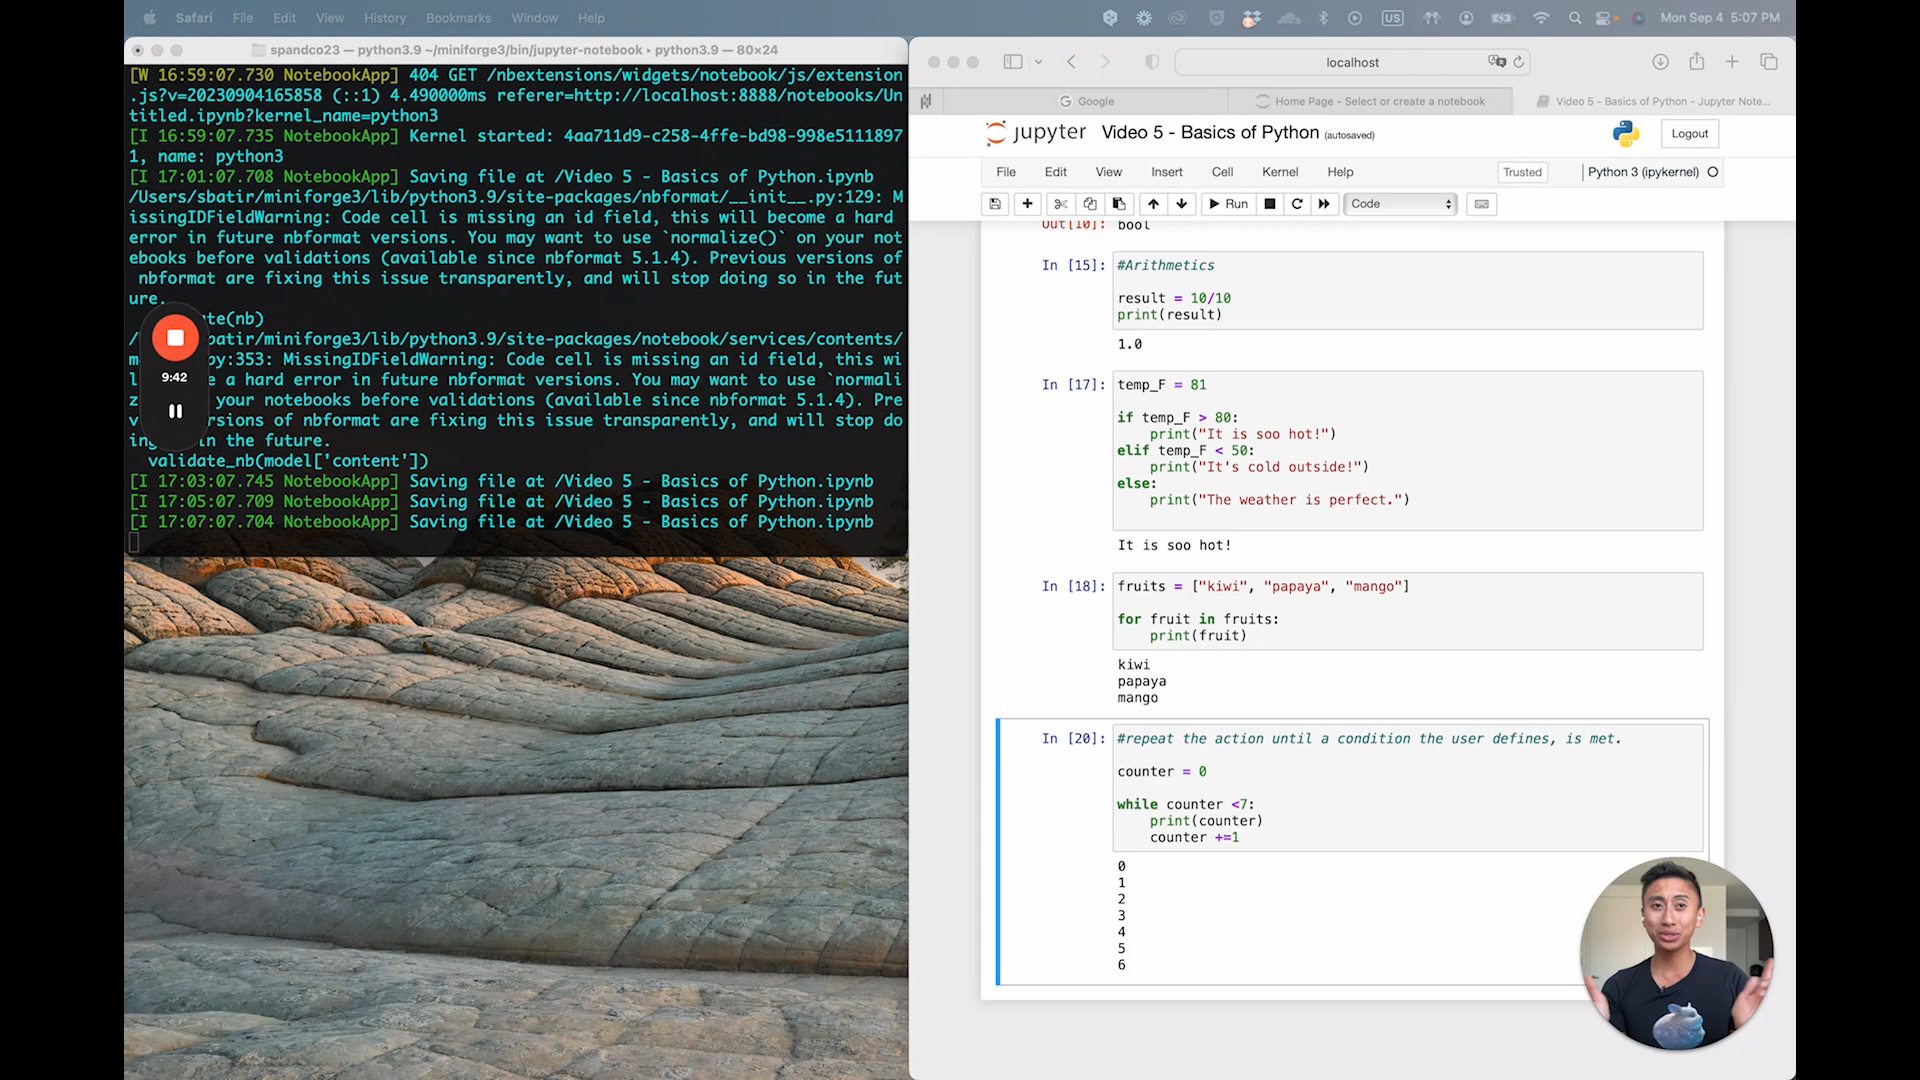 Safari File Edit View History Bookmarks Window Help
US
Mon Sep 4 5:07 PM
spandco23 — python3.9 ~/miniforge3/bin/jupyter-notebook ▸ python3.9 — 80×24
[W 16:59:07.730 NotebookApp] 404 GET /nbextensions/widgets/notebook/js/extension
.js?v=20230904165858 (::1) 4.490000ms referer=http://localhost:8888/notebooks/Un
titled.ipynb?kernel_name=python3
[I 16:59:07.735 NotebookApp] Kernel started: 4aa711d9-c258-4ffe-bd98-998e5111897
1, name: python3
[I 17:01:07.708 NotebookApp] Saving file at /Video 5 - Basics of Python.ipynb
/Users/sbatir/miniforge3/lib/python3.9/site-packages/nbformat/__init__.py:129: M
issingIDFieldWarning: Code cell is missing an id field, this will become a hard
error in future nbformat versions. You may want to use `normalize()` on your not
ebooks before validations (available since nbformat 5.1.4). Previous versions of
nbformat are fixing this issue transparently, and will stop doing so in the fut
ure.
te(nb)
/ batir/miniforge3/lib/python3.9/site-packages/notebook/services/contents/
m py:353: MissingIDFieldWarning: Code cell is missing an id field, this wi
l e a hard error in future nbformat versions. You may want to use `normali
z your notebooks before validations (available since nbformat 5.1.4). Pre
v rsions of nbformat are fixing this issue transparently, and will stop do
ing in the future.
validate_nb(model['content'])
[I 17:03:07.745 NotebookApp] Saving file at /Video 5 - Basics of Python.ipynb
[I 17:05:07.709 NotebookApp] Saving file at /Video 5 - Basics of Python.ipynb
[I 17:07:07.704 NotebookApp] Saving file at /Video 5 - Basics of Python.ipynb
9:42
localhost
Google
Home Page - Select or create a notebook
Video 5 - Basics of Python - Jupyter Note...
jupyter Video 5 - Basics of Python (autosaved)
Logout
File Edit View Insert Cell Kernel Help
Trusted
Python 3 (ipykernel)
Run
Code
Out[10]: bool
In [15]: #Arithmetics
result = 10/10
print(result)
1.0
In [17]: temp_F = 81
if temp_F > 80:
print("It is soo hot!")
elif temp_F < 50:
print("It's cold outside!")
else:
print("The weather is perfect.")
It is soo hot!
In [18]: fruits = ["kiwi", "papaya", "mango"]
for fruit in fruits:
print(fruit)
kiwi
papaya
mango
In [20]: #repeat the action until a condition the user defines, is met.
counter = 0
while counter <7:
print(counter)
counter +=1
0
1
2
3
4
5
6